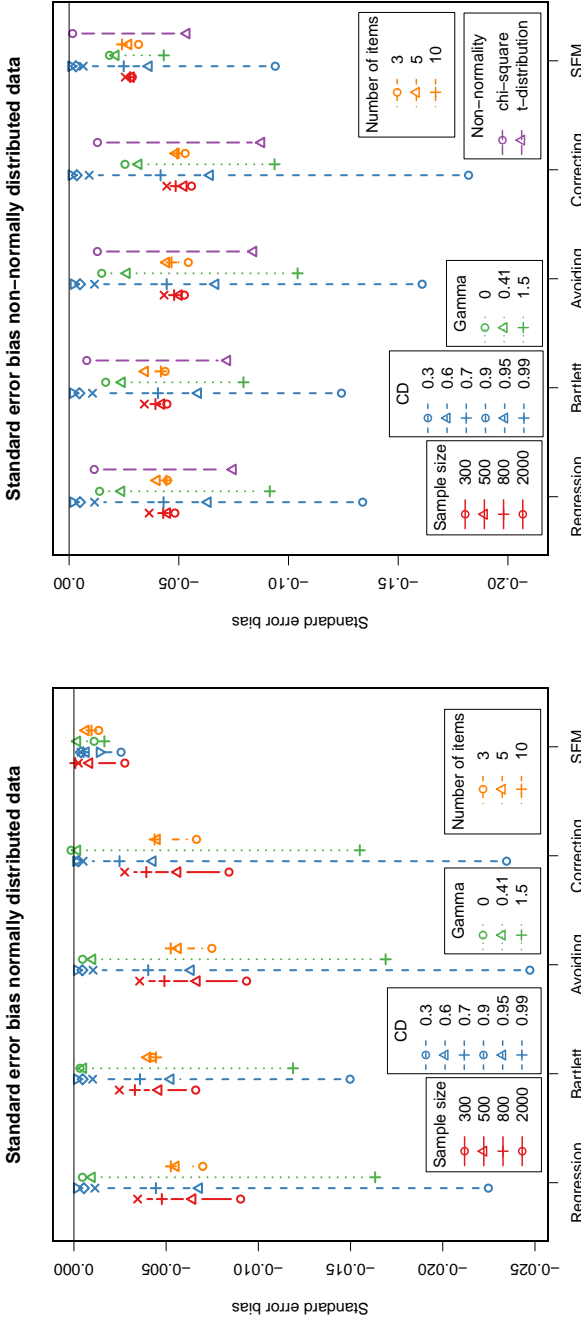 Standard error bias normally distributed data
Standard error bias
0.000
−0.005
−0.010
−0.015
−0.020
−0.025
Regression
Bartlett
Avoiding
Correcting
SEM
Sample size
300
500
800
2000
CD
0.3
0.6
0.7
0.9
0.95
0.99
Gamma
0
0.41
1.5
Number of items
3
5
10
Standard error bias non−normally distributed data
Standard error bias
0.00
−0.05
−0.10
−0.15
−0.20
Regression
Bartlett
Avoiding
Correcting
SEM
Sample size
300
500
800
2000
CD
0.3
0.6
0.7
0.9
0.95
0.99
Gamma
0
0.41
1.5
Number of items
3
5
10
Non−normality
chi−square
t−distribution